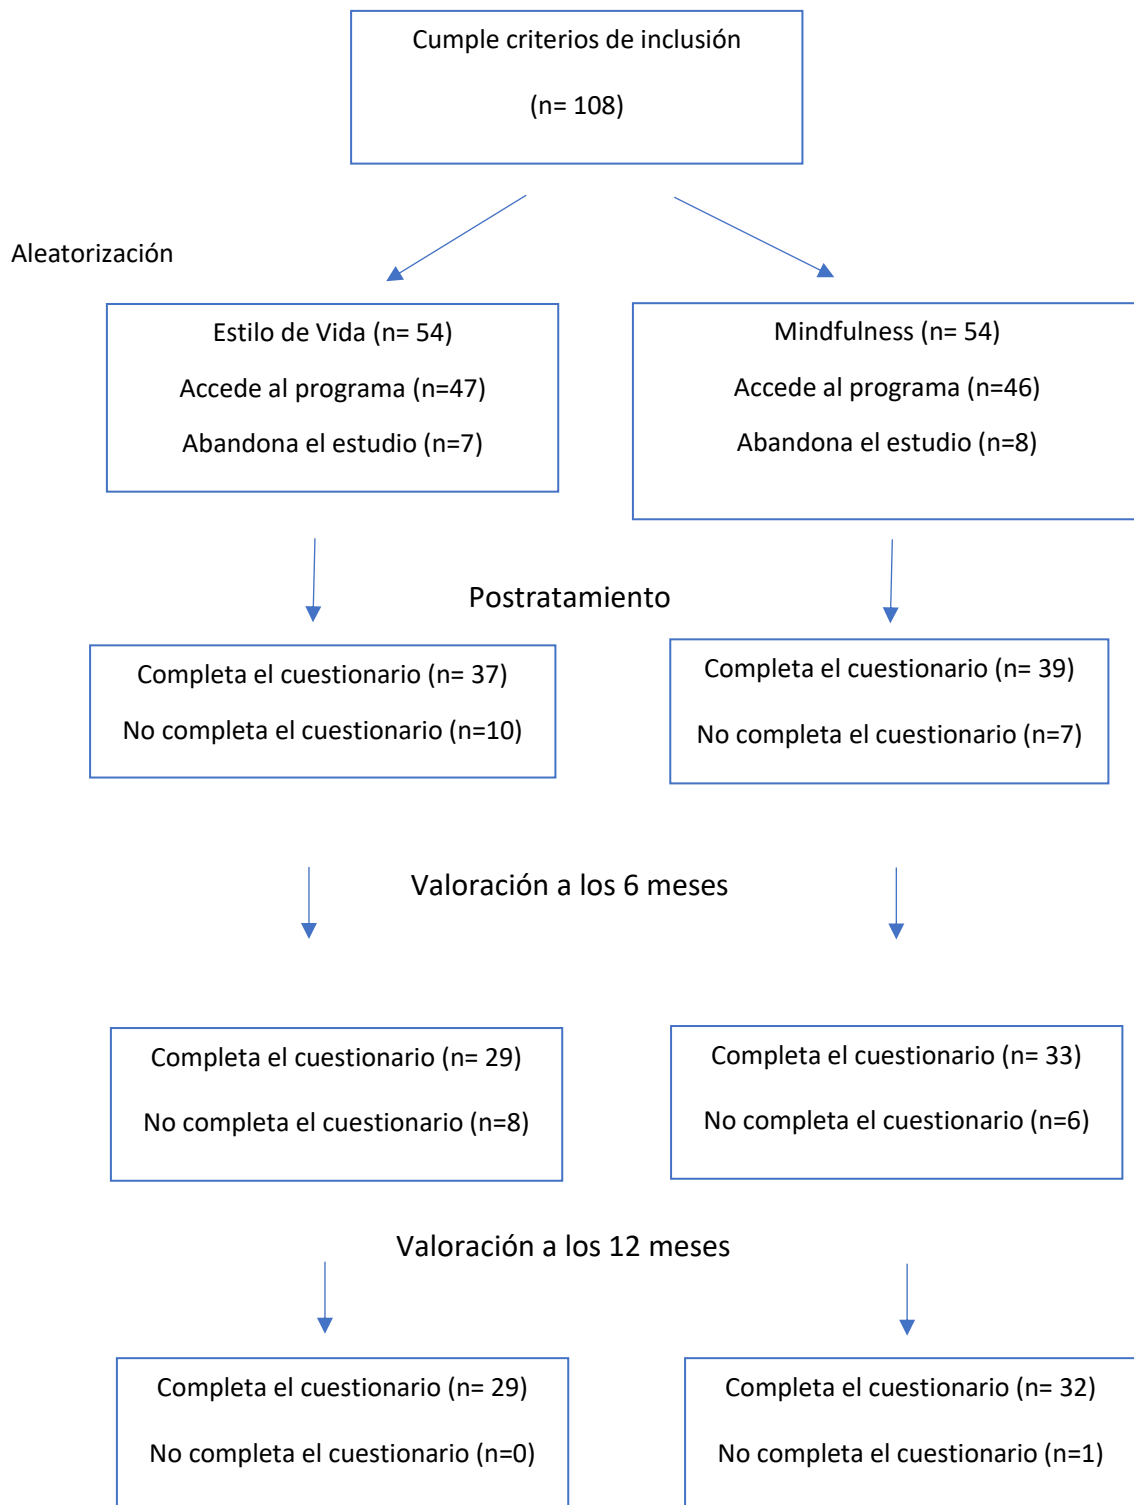 Cumple criterios de inclusión
(n= 108)
Aleatorización
Estilo de Vida (n= 54)
Accede al programa (n=47)
Abandona el estudio (n=7)
Mindfulness (n= 54)
Accede al programa (n=46)
Abandona el estudio (n=8)
Postratamiento
Completa el cuestionario (n= 37)
No completa el cuestionario (n=10)
Completa el cuestionario (n= 39)
No completa el cuestionario (n=7)
Valoración a los 6 meses
Completa el cuestionario (n= 29)
No completa el cuestionario (n=8)
Completa el cuestionario (n= 33)
No completa el cuestionario (n=6)
Valoración a los 12 meses
Completa el cuestionario (n= 29)
No completa el cuestionario (n=0)
Completa el cuestionario (n= 32)
No completa el cuestionario (n=1)